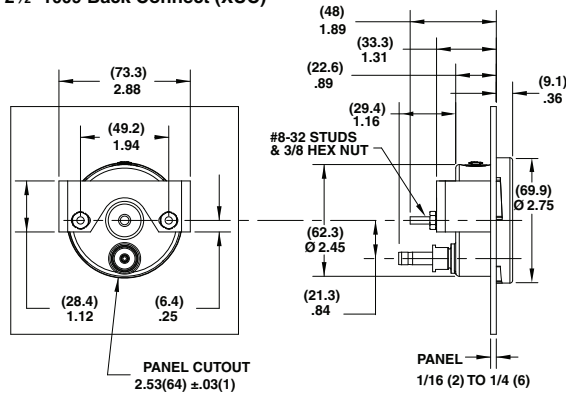 2½" 1009 Back Connect (XUC)
(73.3)
2.88
(49.2)
1.94
(28.4)
1.12
(6.4)
.25
PANEL CUTOUT
2.53(64) ±.03(1)
(48)
1.89
(33.3)
1.31
(22.6)
.89
(29.4)
1.16
(9.1)
.36
#8-32 STUDS
& 3/8 HEX NUT
(69.9)
Ø 2.75
(62.3)
Ø 2.45
(21.3)
.84
PANEL
1/16 (2) TO 1/4 (6)